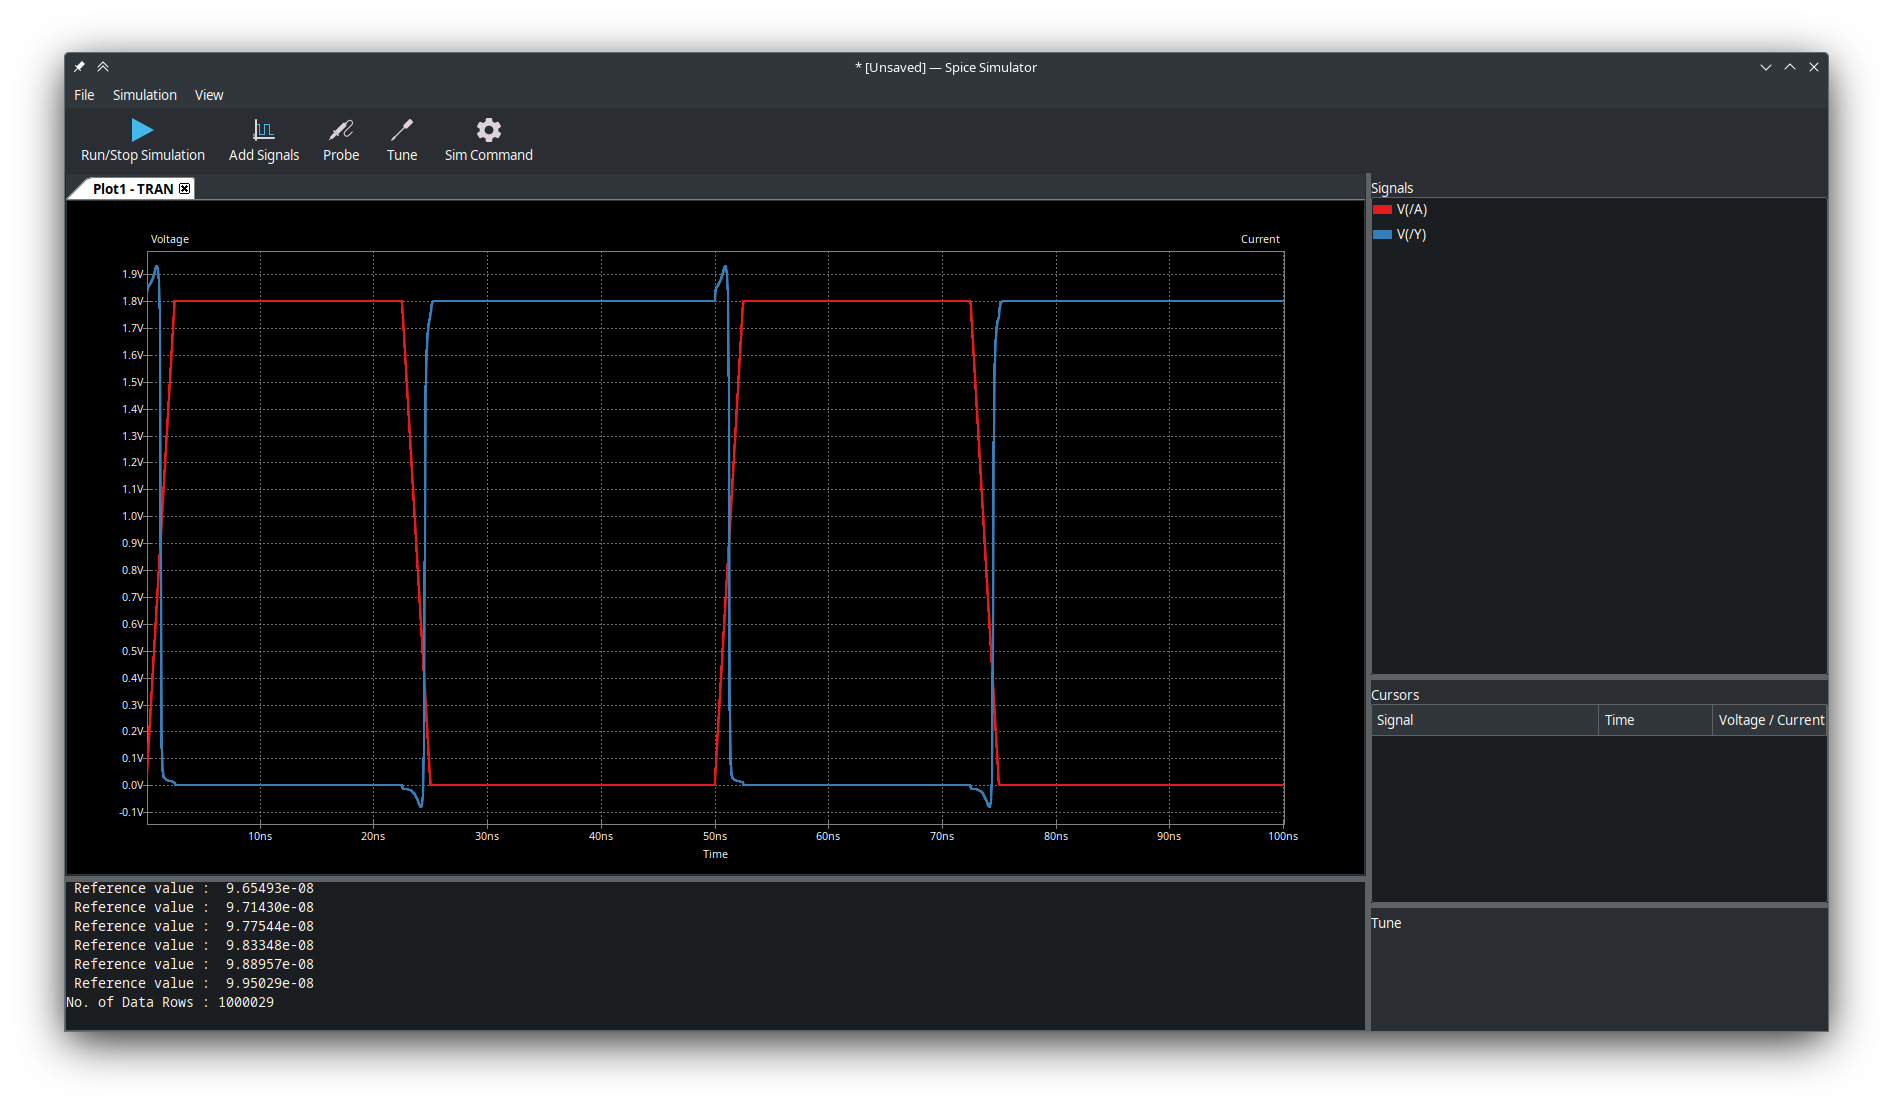 * [Unsaved] — Spice Simulator
File Simulation View
Run/Stop Simulation Add Signals Probe Tune Sim Command
Plot1 - TRAN
Voltage Current
1.9V
1.8V
1.7V
1.6V
1.5V
1.4V
1.3V
1.2V
1.1V
1.0V
0.9V
0.8V
0.7V
0.6V
0.5V
0.4V
0.3V
0.2V
0.1V
0.0V
-0.1V
10ns 20ns 30ns 40ns 50ns 60ns 70ns 80ns 90ns 100ns
Time
Reference value : 9.65493e-08
Reference value : 9.71430e-08
Reference value : 9.77544e-08
Reference value : 9.83348e-08
Reference value : 9.88957e-08
Reference value : 9.95029e-08
No. of Data Rows : 1000029
Signals
V(/A)
V(/Y)
Cursors
Signal Time Voltage / Current
Tune